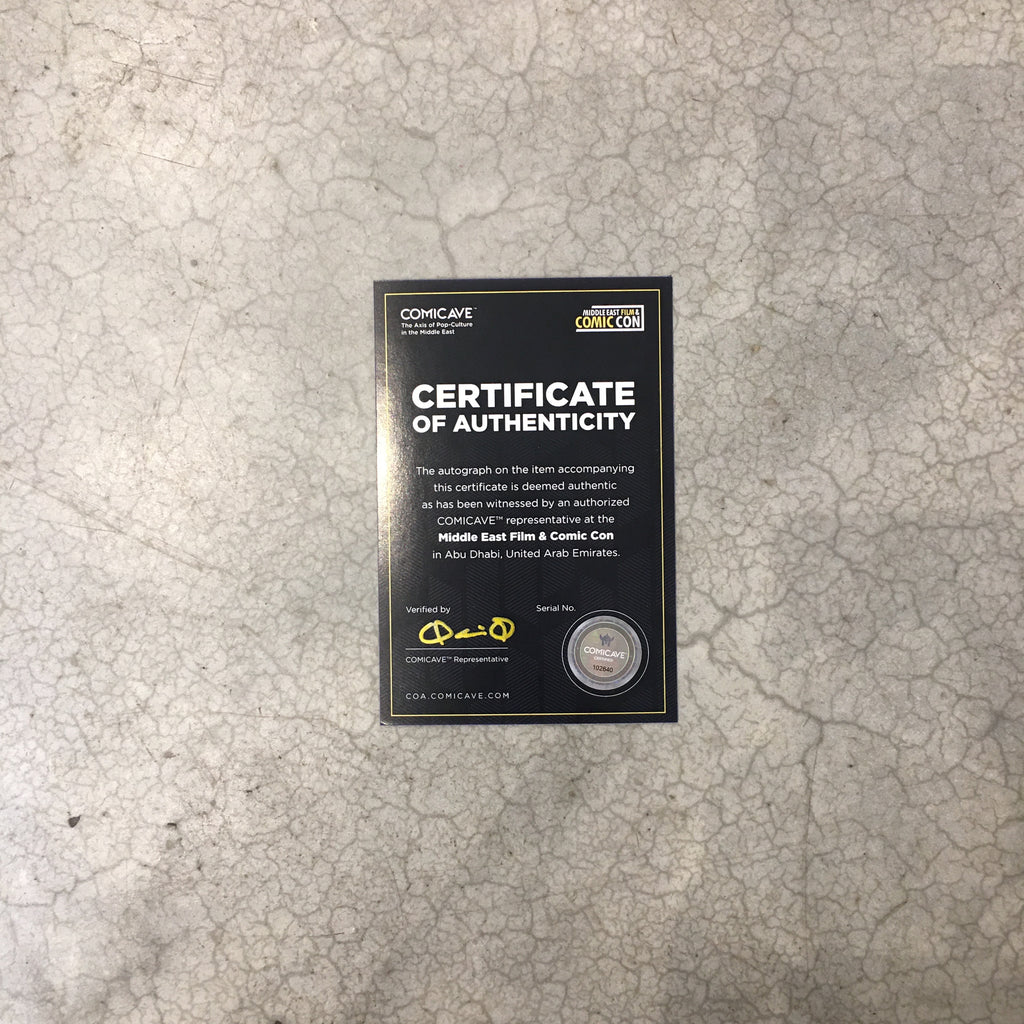 COMICAVE™
The Axis of Pop-Culture
in the Middle East
MIDDLE EAST FILM &
COMIC CON
CERTIFICATE
OF AUTHENTICITY
The autograph on the item accompanying
this certificate is deemed authentic
as has been witnessed by an authorized
COMICAVE™ representative at the
Middle East Film & Comic Con
in Abu Dhabi, United Arab Emirates.
Verified by
Serial No.
COMICAVE™ Representative
COMICAVE
CERTIFIED
102640
COA.COMICAVE.COM